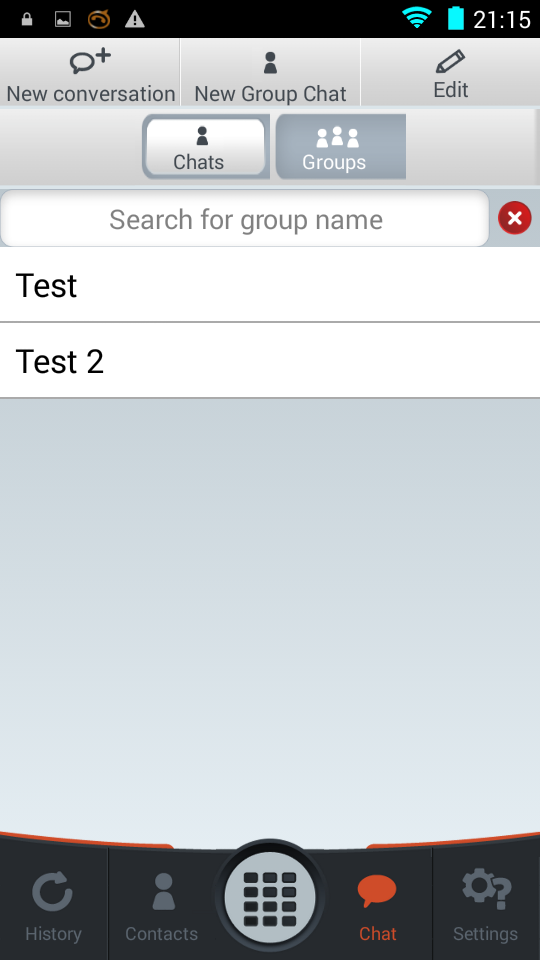 21:15
New conversation
New Group Chat
Edit
Chats
Groups
Search for group name
Test
Test 2
History
Contacts
Chat
Settings